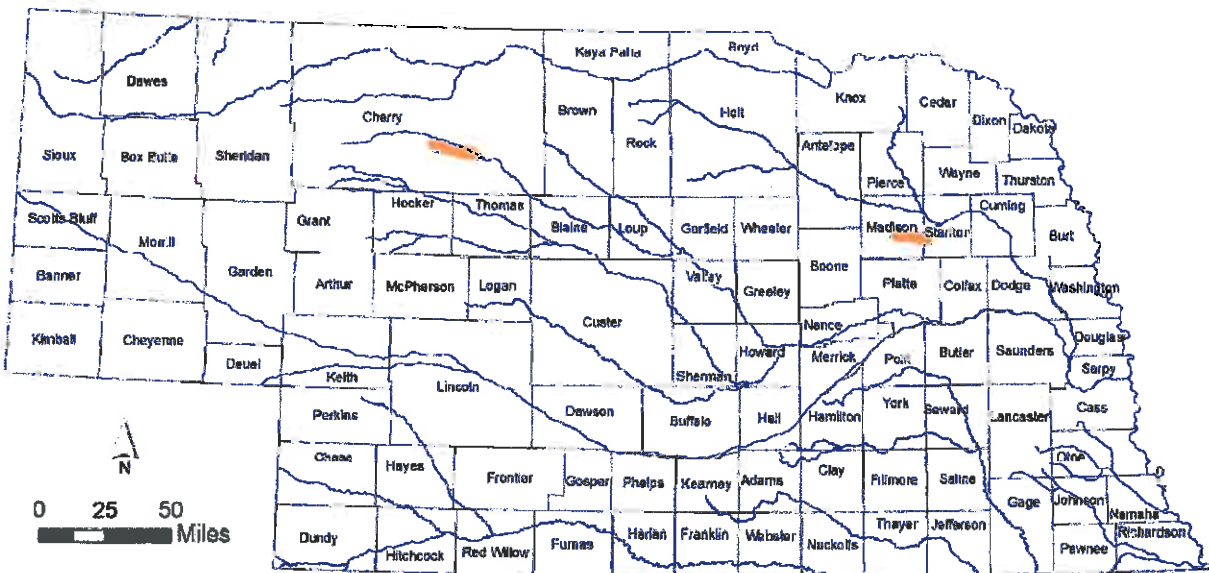 Keya Paha
Boyd
Dawes
Knox
Cedar
Cherry
Brown
Holt
Dixon
Dakota
Rock
Sioux
Box Butte
Sheridan
Antelope
Pierce
Wayne
Thurston
Scotts Bluff
Grant
Hooker
Thomas
Blaine
Loup
Garfield
Wheeler
Madison
Stanton
Cuming
Burt
Morrill
Banner
Garden
Arthur
McPherson
Logan
Valley
Greeley
Boone
Platte
Colfax
Dodge
Washington
Custer
Kimball
Cheyenne
Deuel
Keith
Lincoln
Sherman
Howard
Nance
Merrick
Polk
Butler
Saunders
Douglas
Sarpy
Perkins
Dawson
Buffalo
Hall
Hamilton
York
Seward
Lancaster
Cass
N
Chase
Hayes
Frontier
Gosper
Phelps
Kearney
Adams
Clay
Fillmore
Saline
Otoe
0 25 50
Miles
Gage
Johnson
Nemaha
Dundy
Hitchcock
Red Willow
Furnas
Harlan
Franklin
Webster
Nuckolls
Thayer
Jefferson
Pawnee
Richardson